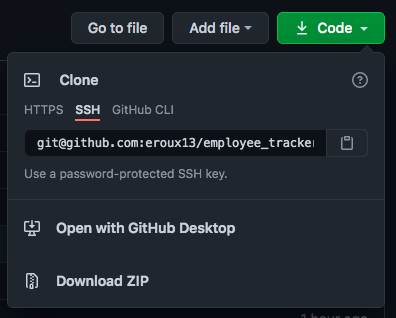 Go to file Add file Code
Clone
HTTPS SSH GitHub CLI
git@github.com:eroux13/employee_tracker
Use a password-protected SSH key.
Open with GitHub Desktop
Download ZIP
1 hour ago